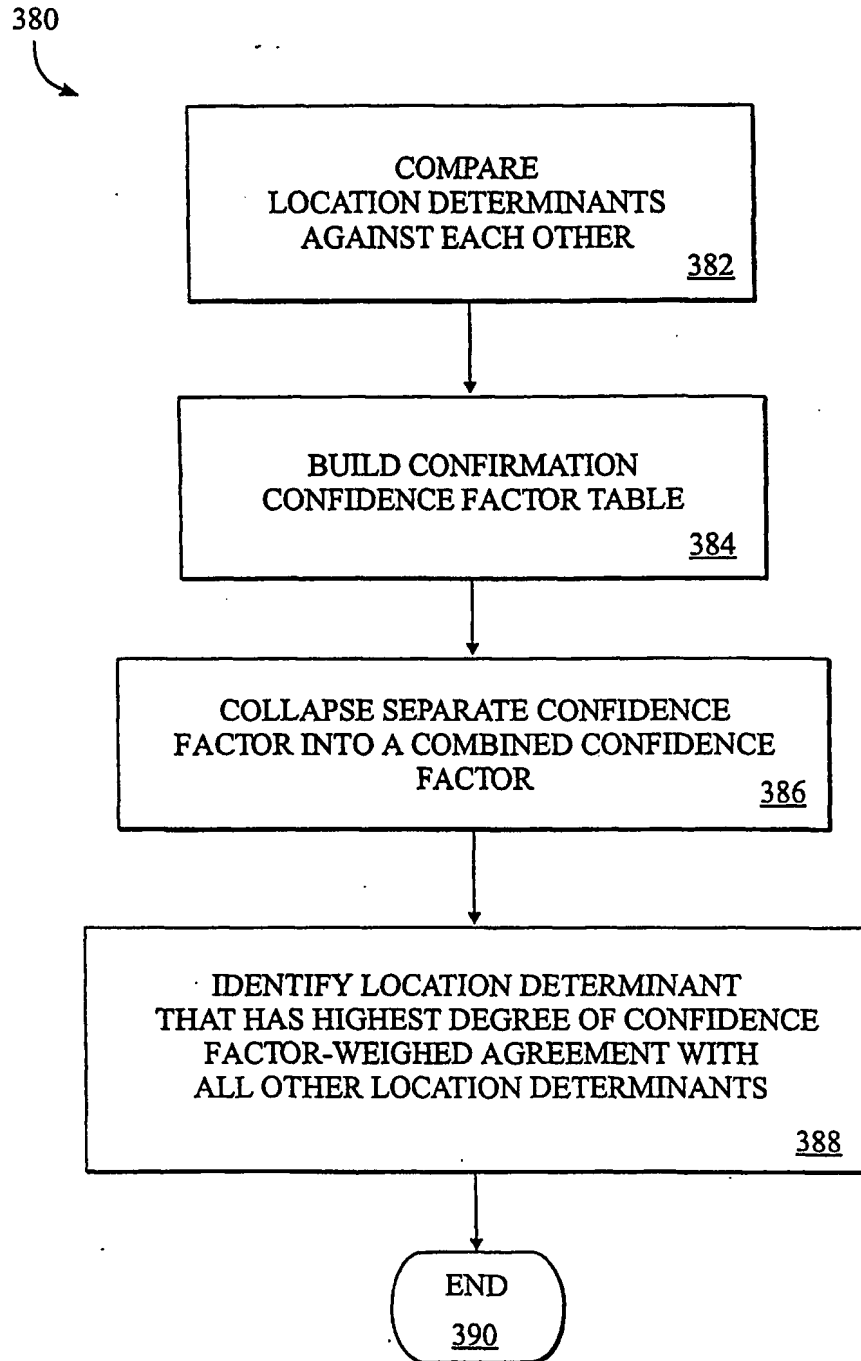 380
COMPARE
LOCATION DETERMINANTS
AGAINST EACH OTHER
382
BUILD CONFIRMATION
CONFIDENCE FACTOR TABLE
384
COLLAPSE SEPARATE CONFIDENCE
FACTOR INTO A COMBINED CONFIDENCE
FACTOR
386
IDENTIFY LOCATION DETERMINANT
THAT HAS HIGHEST DEGREE OF CONFIDENCE
FACTOR-WEIGHED AGREEMENT WITH
ALL OTHER LOCATION DETERMINANTS
388
END
390